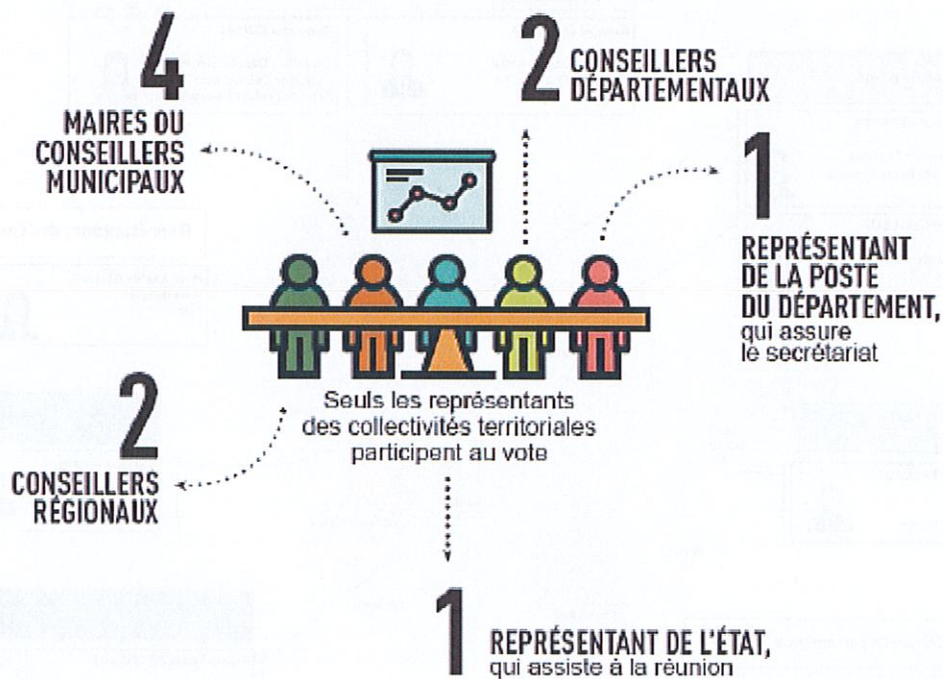 4
MAIRES OU
CONSEILLERS
MUNICIPAUX
2
CONSEILLERS
DÉPARTEMENTAUX
1
REPRÉSENTANT
DE LA POSTE
DU DÉPARTEMENT,
qui assure
le secrétariat
Seuls les représentants
des collectivités territoriales
participent au vote
2
CONSEILLERS
RÉGIONAUX
1
REPRÉSENTANT DE L'ÉTAT,
qui assiste à la réunion